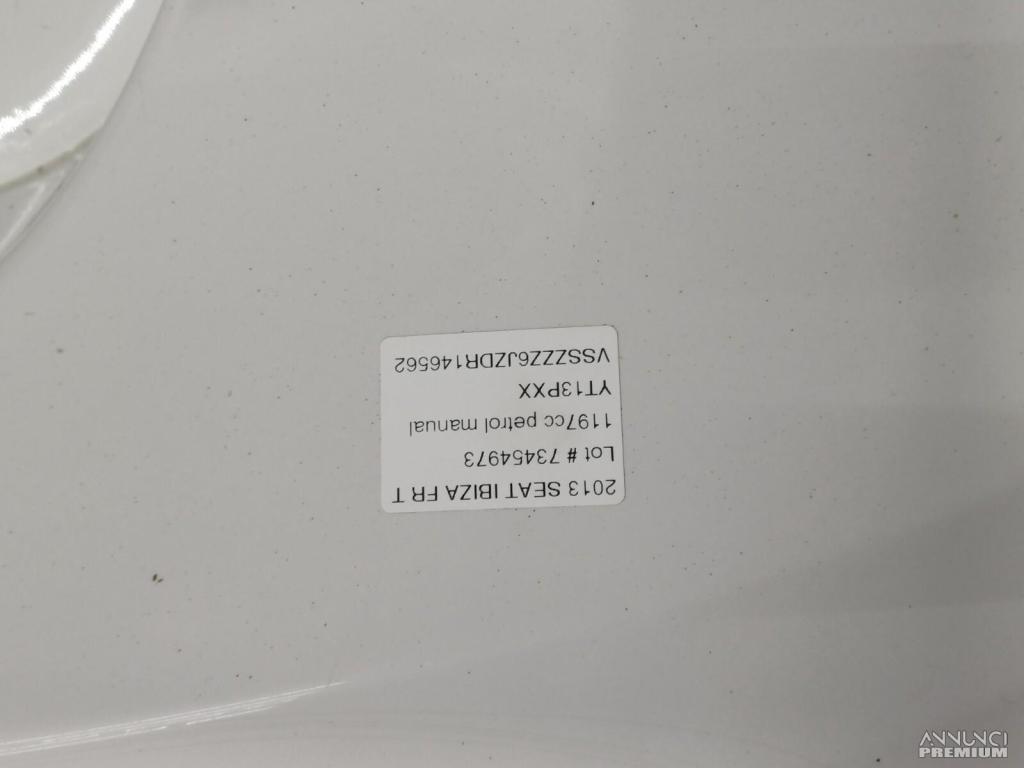 2013 SEAT IBIZA FR T
Lot # 73454973
1197cc petrol manual
YT13PXX
VSSZZZ6JZDR146562
ANNUNCI
PREMIUM